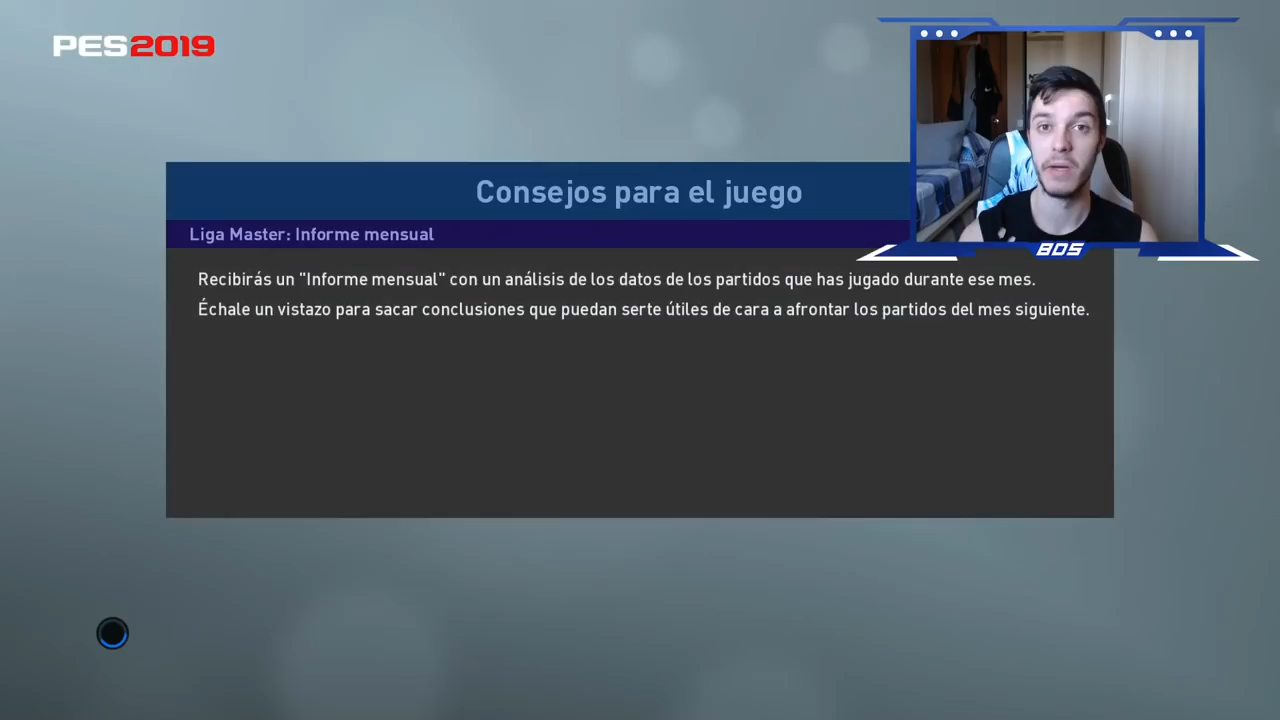 PES2019
BDS
Consejos para el juego
Liga Master: Informe mensual
Recibirás un "Informe mensual" con un análisis de los datos de los partidos que has jugado durante ese mes.
Échale un vistazo para sacar conclusiones que puedan serte útiles de cara a afrontar los partidos del mes siguiente.